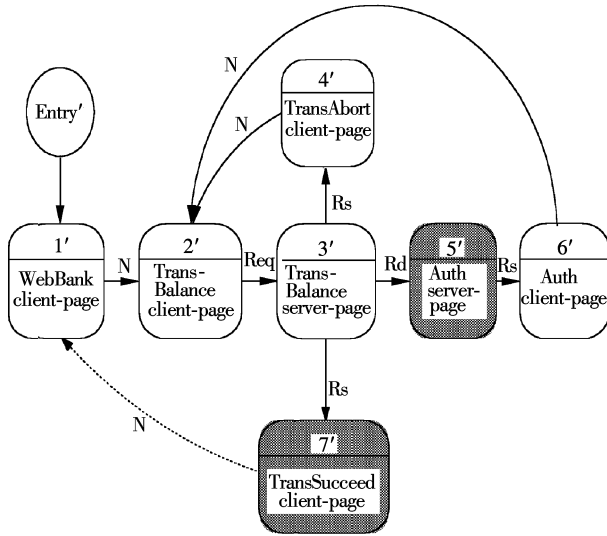 N
4'
TransAbort
client-page
Entry'
N
Rs
1'
WebBank
client-page
N
2'
Trans-
Balance
client-page
Req
3'
Trans-
Balance
server-page
Rd
5'
Auth
server-
page
Rs
6'
Auth
client-page
Rs
N
7'
TransSucceed
client-page